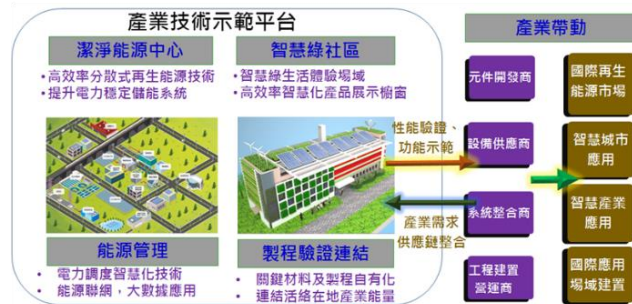 產業技術示範平台
潔淨能源中心
•高效率分散式再生能源技術
•提升電力穩定儲能系統
智慧綠社區
•智慧綠生活體驗場域
•高效率智慧化產品展示櫥窗
能源管理
• 電力調度智慧化技術
• 能源聯網，大數據應用
製程驗證連結
• 關鍵材料及製程自有化
• 連結活絡在地產業能量
性能驗證、
功能示範
產業需求
供應鏈整合
產業帶動
元件開發商
設備供應商
系統整合商
工程建置
營運商
國際再生
能源市場
智慧城市
應用
智慧產業
應用
國際應用
場域建置